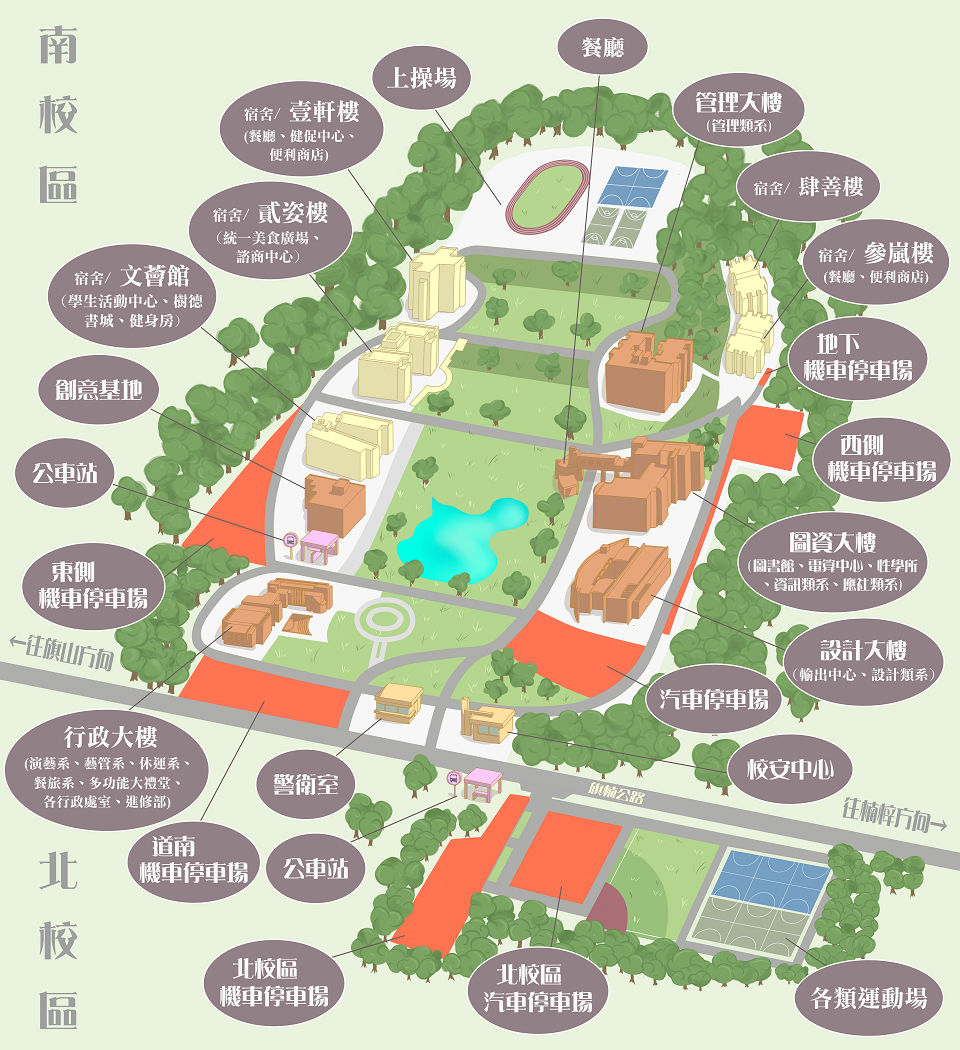 南校區
餐廳
上操場
管理大樓
(管理類系)
宿舍/ 壹軒樓
(餐廳、健促中心、
便利商店)
宿舍/ 肆善樓
宿舍/ 貳姿樓
(統一美食廣場、
諮商中心)
宿舍/ 參嵐樓
(餐廳、便利商店)
宿舍/ 文薈館
(學生活動中心、樹德
書城、健身房)
地下
機車停車場
創意基地
西側
機車停車場
公車站
圖資大樓
(圖書館、電算中心、性學所
、資訊類系、應社類系)
東側
機車停車場
←往旗山方向
設計大樓
(輸出中心、設計類系)
汽車停車場
行政大樓
(演藝系、藝管系、休運系、
餐旅系、多功能大禮堂、
各行政處室、進修部)
警衛室
校安中心
旗楠公路
往楠梓方向→
道南
機車停車場
公車站
北校區
北校區
機車停車場
北校區
汽車停車場
各類運動場